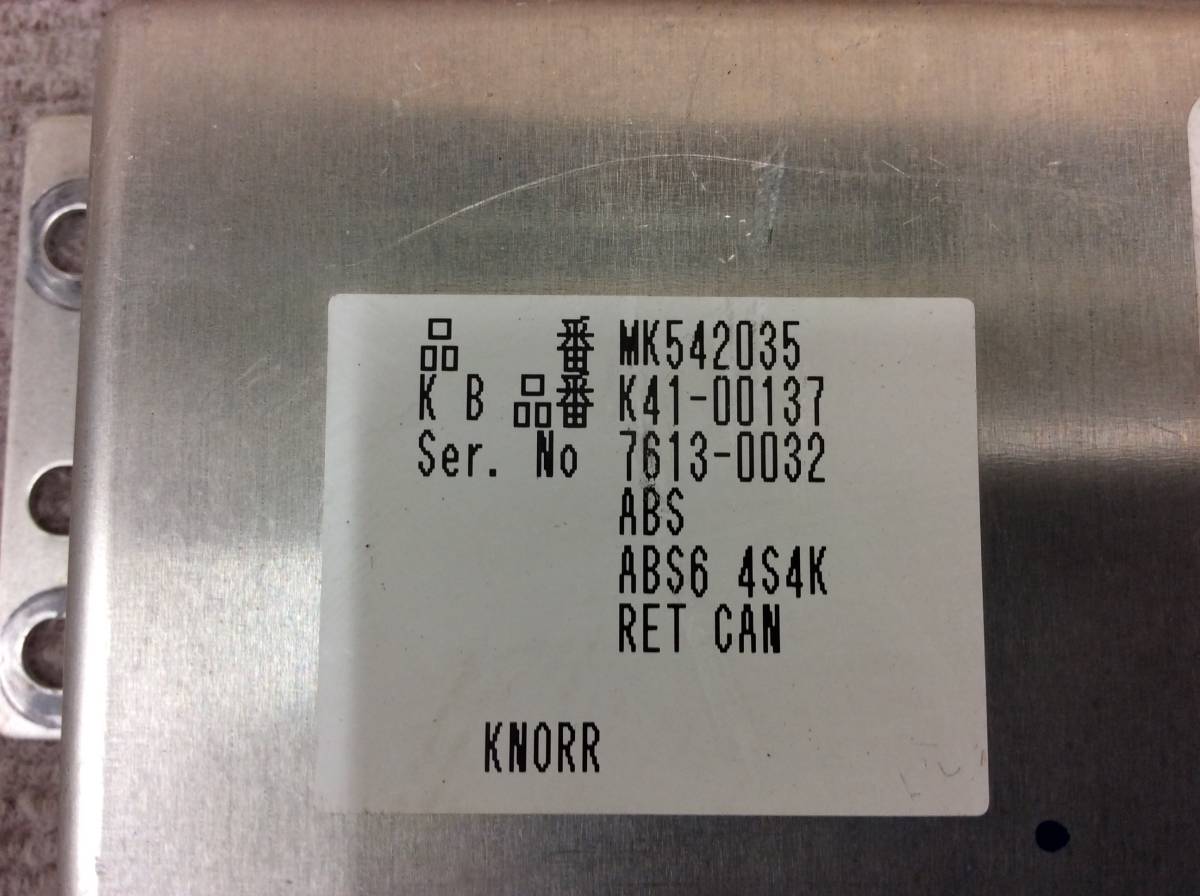 品 番 MK542035
K B 品番 K41-00137
Ser. No 7613-0032
ABS
ABS6 4S4K
RET CAN
KNORR